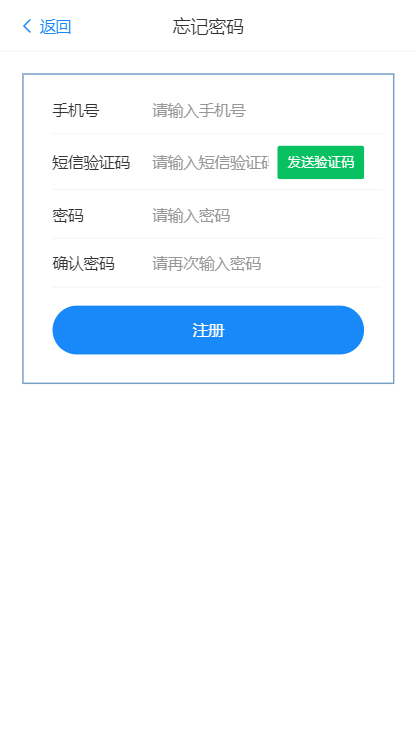 返回 忘记密码
手机号 请输入手机号
短信验证码 请输入短信验证 发送验证码
密码 请输入密码
确认密码 请再次输入密码
注册